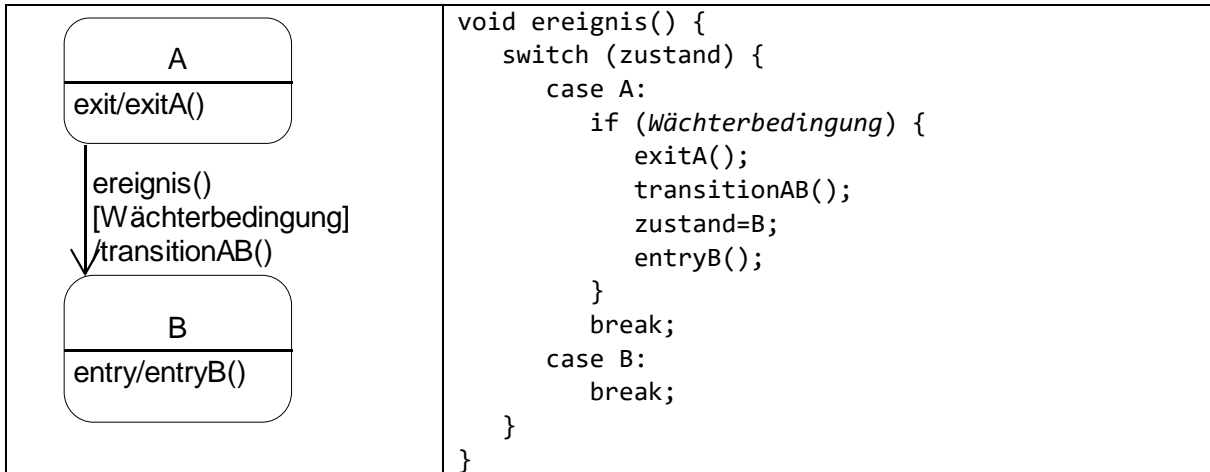 A
exit/exitA()
ereignis()
[Wächterbedingung]
/transitionAB()
B
entry/entryB()
void ereignis() {
switch (zustand) {
case A:
if (Wächterbedingung) {
exitA();
transitionAB();
zustand=B;
entryB();
}
break;
case B:
break;
}
}